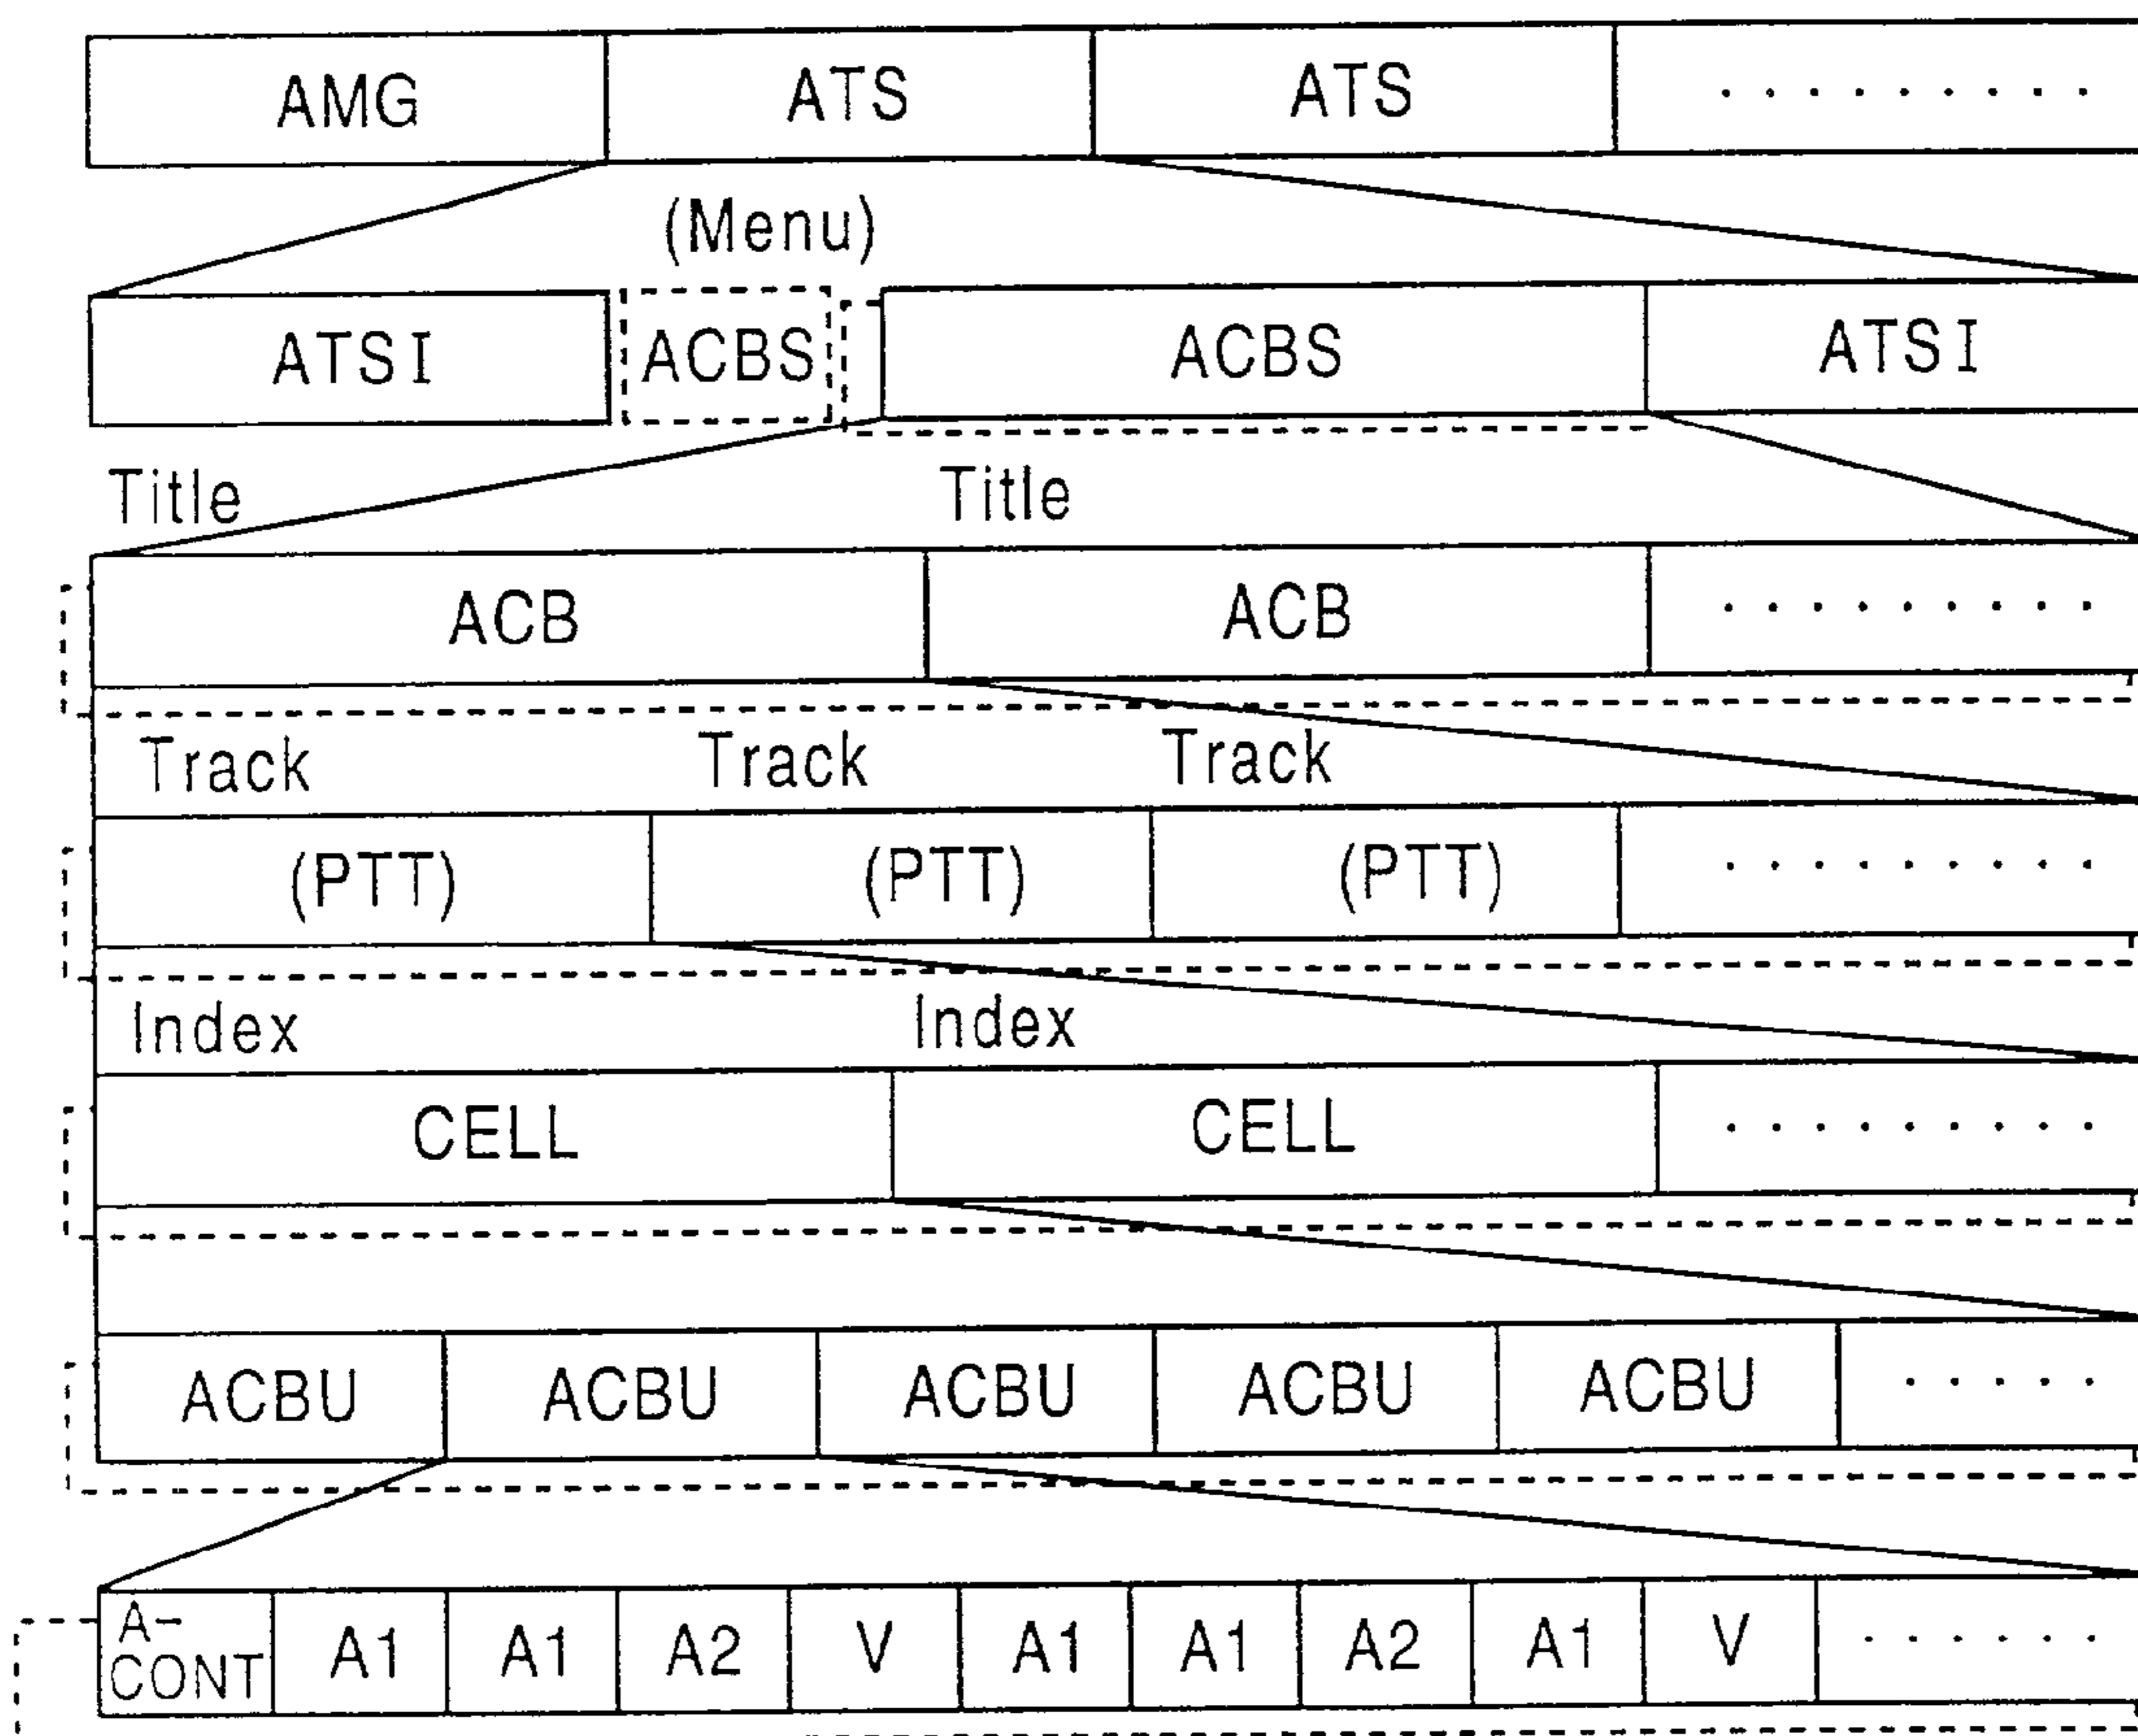 AMG ATS ATS .........
(Menu)
ATSI ACBS ACBS ATSI
Title Title
ACB ACB .........
Track Track Track
(PTT) (PTT) (PTT) .........
Index Index
CELL CELL .........
ACBU ACBU ACBU ACBU ACBU .....
A-
CONT A1 A1 A2 V A1 A1 A2 A1 V ......